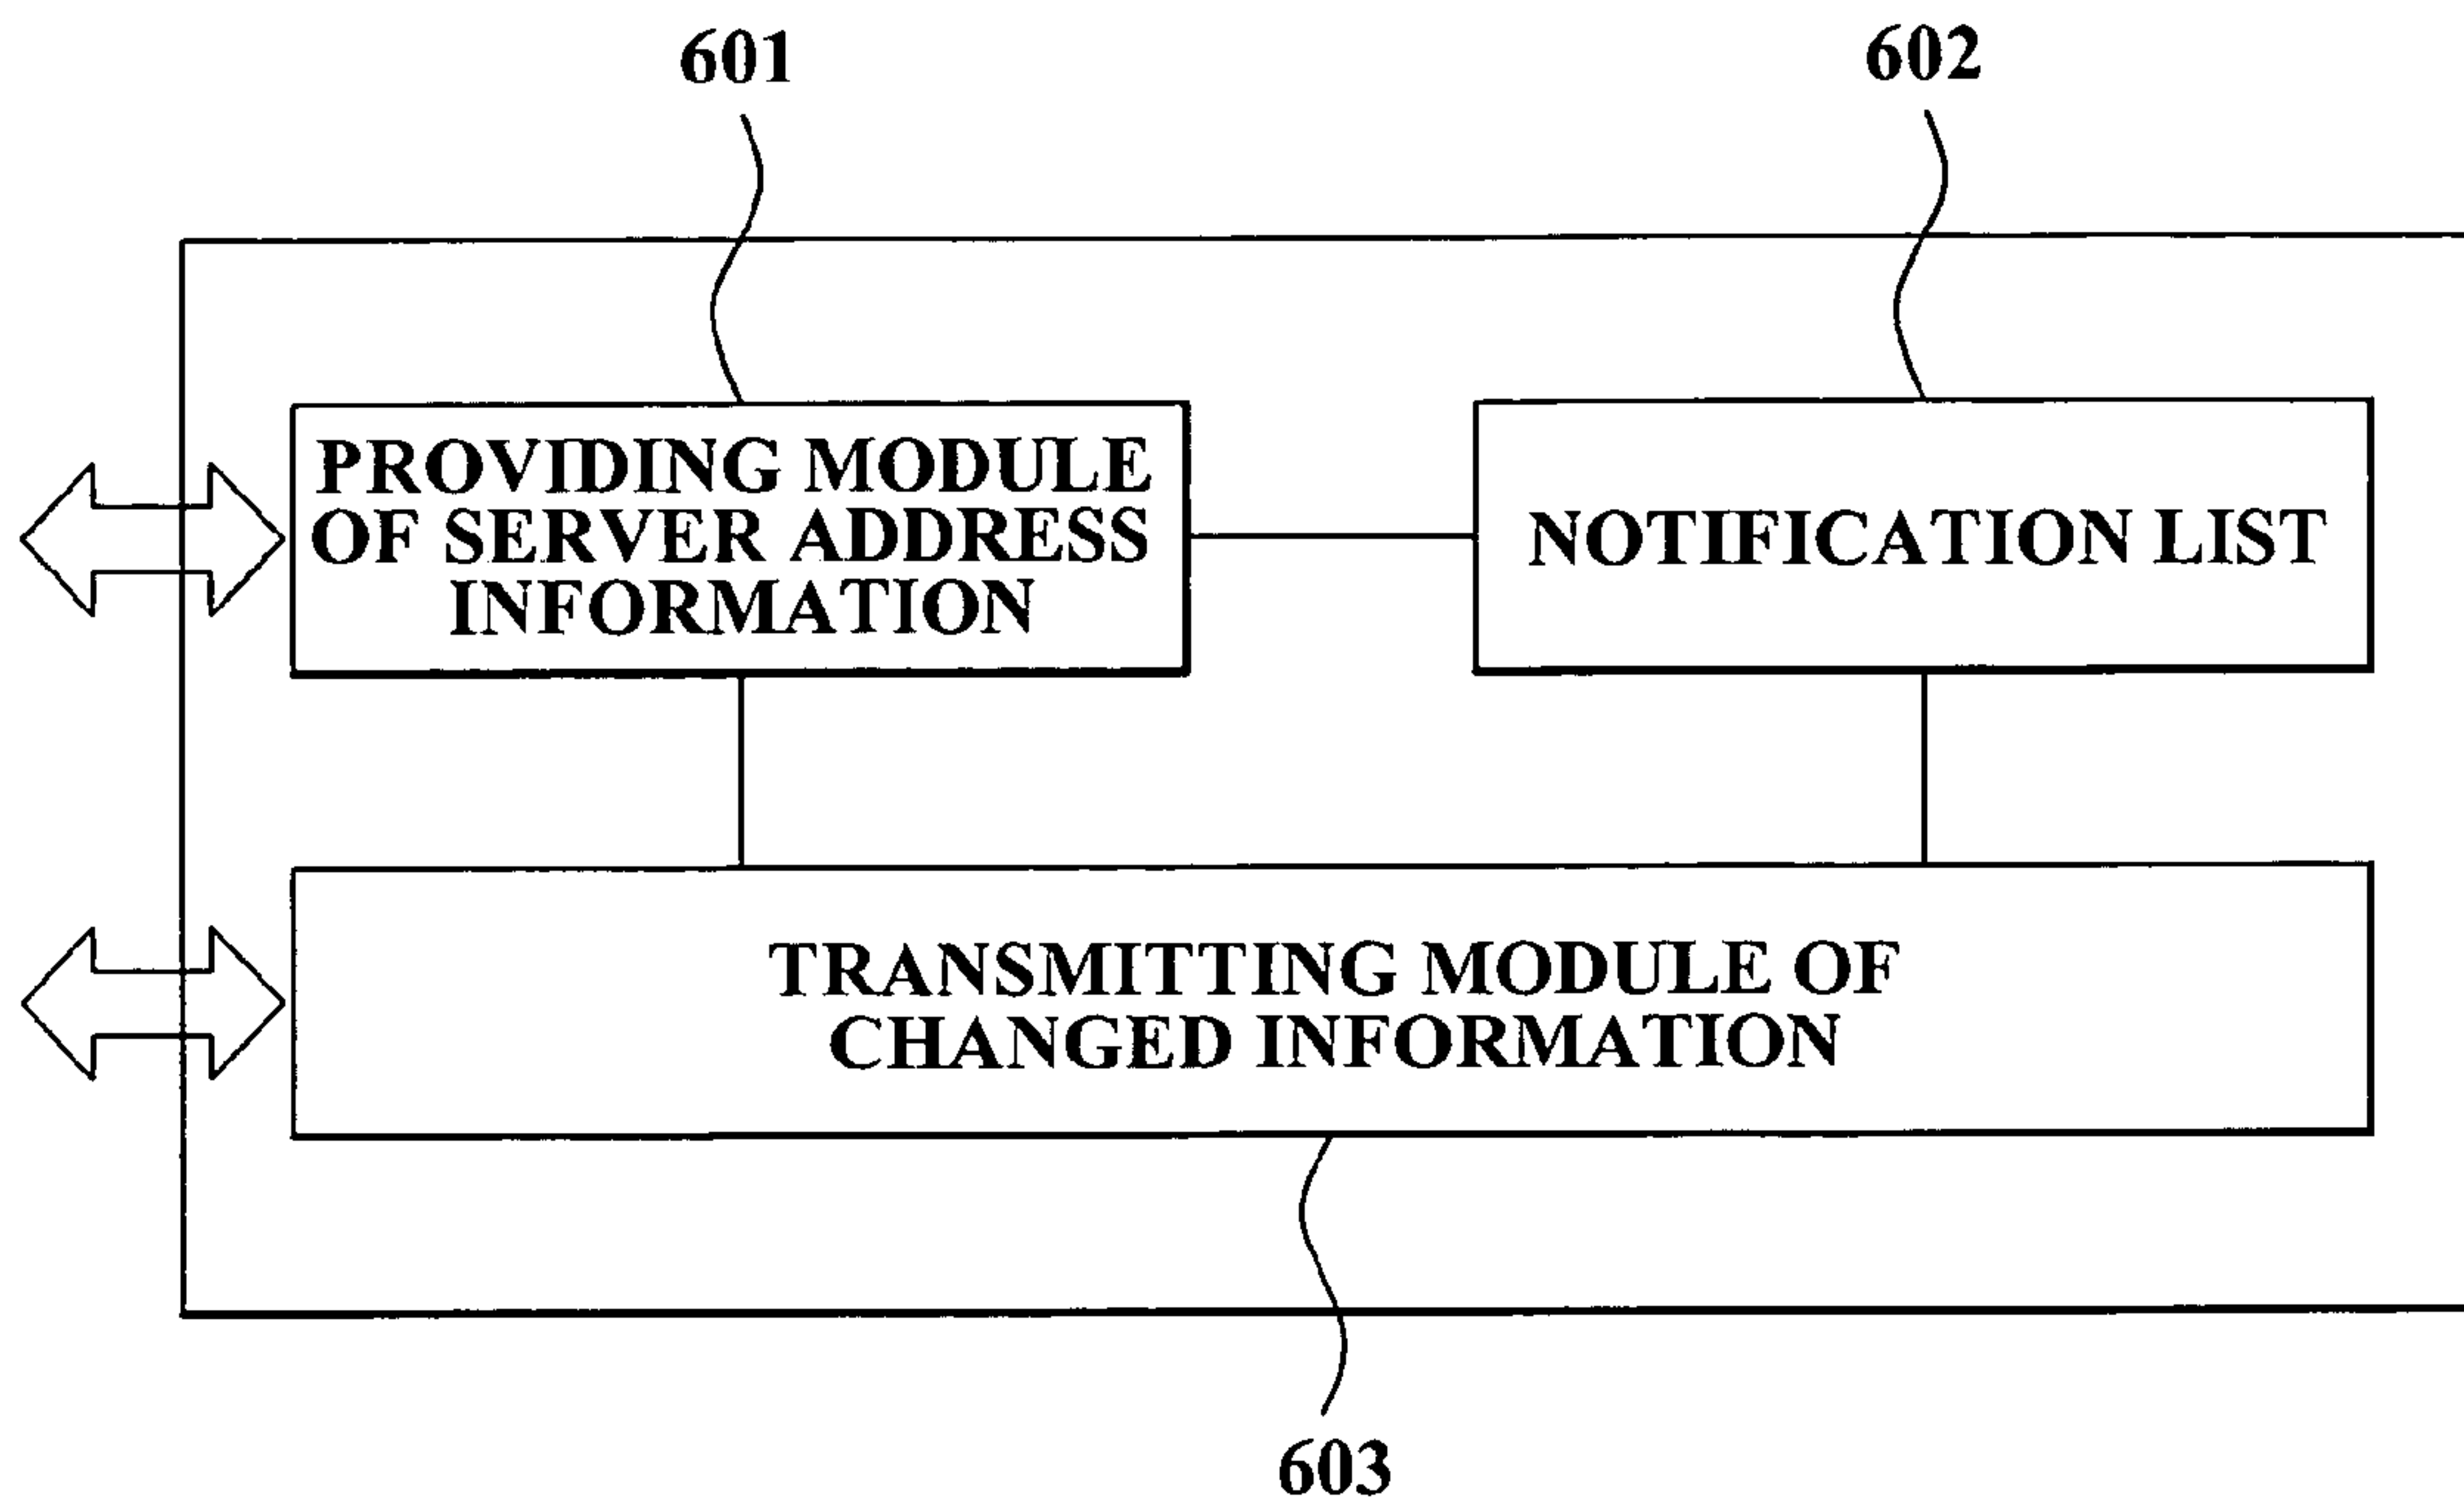 601
602
PROVIDING MODULE
OF SERVER ADDRESS
INFORMATION
NOTIFICATION LIST
TRANSMITTING MODULE OF
CHANGED INFORMATION
603